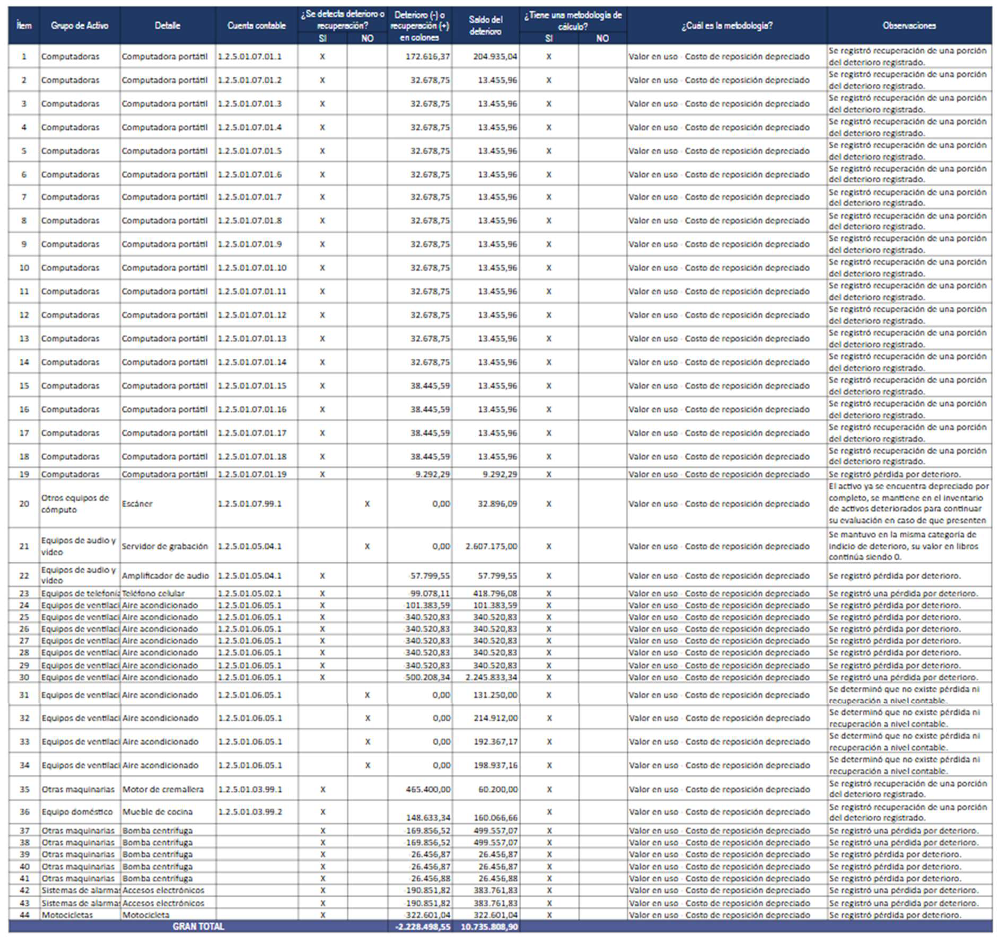 Ítem Grupo de Activo Detalle Cuenta contable ¿Se detecta deterioro o recuperación? Deterioro (-) o recuperación (+) en colones Saldo del deterioro ¿Tiene una metodología de cálculo? ¿Cuál es la metodología? Observaciones
SI NO SI NO
1 Computadoras Computadora portátil 1.2.5.01.07.01.1 X 172.616,37 204.935,04 X Valor en uso - Costo de reposición depreciado Se registró recuperación de una porción del deterioro registrado.
2 Computadoras Computadora portátil 1.2.5.01.07.01.2 X 32.678,75 13.455,96 X Valor en uso - Costo de reposición depreciado Se registró recuperación de una porción del deterioro registrado.
3 Computadoras Computadora portátil 1.2.5.01.07.01.3 X 32.678,75 13.455,96 X Valor en uso - Costo de reposición depreciado Se registró recuperación de una porción del deterioro registrado.
4 Computadoras Computadora portátil 1.2.5.01.07.01.4 X 32.678,75 13.455,96 X Valor en uso - Costo de reposición depreciado Se registró recuperación de una porción del deterioro registrado.
5 Computadoras Computadora portátil 1.2.5.01.07.01.5 X 32.678,75 13.455,96 X Valor en uso - Costo de reposición depreciado Se registró recuperación de una porción del deterioro registrado.
6 Computadoras Computadora portátil 1.2.5.01.07.01.6 X 32.678,75 13.455,96 X Valor en uso - Costo de reposición depreciado Se registró recuperación de una porción del deterioro registrado.
7 Computadoras Computadora portátil 1.2.5.01.07.01.7 X 32.678,75 13.455,96 X Valor en uso - Costo de reposición depreciado Se registró recuperación de una porción del deterioro registrado.
8 Computadoras Computadora portátil 1.2.5.01.07.01.8 X 32.678,75 13.455,96 X Valor en uso - Costo de reposición depreciado Se registró recuperación de una porción del deterioro registrado.
9 Computadoras Computadora portátil 1.2.5.01.07.01.9 X 32.678,75 13.455,96 X Valor en uso - Costo de reposición depreciado Se registró recuperación de una porción del deterioro registrado.
10 Computadoras Computadora portátil 1.2.5.01.07.01.10 X 32.678,75 13.455,96 X Valor en uso - Costo de reposición depreciado Se registró recuperación de una porción del deterioro registrado.
11 Computadoras Computadora portátil 1.2.5.01.07.01.11 X 32.678,75 13.455,96 X Valor en uso - Costo de reposición depreciado Se registró recuperación de una porción del deterioro registrado.
12 Computadoras Computadora portátil 1.2.5.01.07.01.12 X 32.678,75 13.455,96 X Valor en uso - Costo de reposición depreciado Se registró recuperación de una porción del deterioro registrado.
13 Computadoras Computadora portátil 1.2.5.01.07.01.13 X 32.678,75 13.455,96 X Valor en uso - Costo de reposición depreciado Se registró recuperación de una porción del deterioro registrado.
14 Computadoras Computadora portátil 1.2.5.01.07.01.14 X 32.678,75 13.455,96 X Valor en uso - Costo de reposición depreciado Se registró recuperación de una porción del deterioro registrado.
15 Computadoras Computadora portátil 1.2.5.01.07.01.15 X 38.445,59 13.455,96 X Valor en uso - Costo de reposición depreciado Se registró recuperación de una porción del deterioro registrado.
16 Computadoras Computadora portátil 1.2.5.01.07.01.16 X 38.445,59 13.455,96 X Valor en uso - Costo de reposición depreciado Se registró recuperación de una porción del deterioro registrado.
17 Computadoras Computadora portátil 1.2.5.01.07.01.17 X 38.445,59 13.455,96 X Valor en uso - Costo de reposición depreciado Se registró recuperación de una porción del deterioro registrado.
18 Computadoras Computadora portátil 1.2.5.01.07.01.18 X 38.445,59 13.455,96 X Valor en uso - Costo de reposición depreciado Se registró recuperación de una porción del deterioro registrado.
19 Computadoras Computadora portátil 1.2.5.01.07.01.19 X -9.292,29 9.292,29 X Valor en uso - Costo de reposición depreciado Se registró pérdida por deterioro.
20 Otros equipos de cómputo Escáner 1.2.5.01.07.99.1 X 0,00 32.896,09 X Valor en uso - Costo de reposición depreciado El activo ya se encuentra depreciado por completo, se mantiene en el inventario de activos deteriorados para continuar su evaluación en caso de que presenten
21 Equipos de audio y vídeo Servidor de grabación 1.2.5.01.05.04.1 X 0,00 2.607.175,00 X Valor en uso - Costo de reposición depreciado Se mantuvo en la misma categoría de indicio de deterioro, su valor en libros continúa siendo 0.
22 Equipos de audio y vídeo Amplificador de audio 1.2.5.01.05.04.1 X -57.799,55 57.799,55 X Valor en uso - Costo de reposición depreciado Se registró pérdida por deterioro.
23 Equipos de telefonía Teléfono celular 1.2.5.01.05.02.1 X -99.078,11 418.796,08 X Valor en uso - Costo de reposición depreciado Se registró una pérdida por deterioro.
24 Equipos de ventilaci Aire acondicionado 1.2.5.01.06.05.1 X -101.383,59 101.383,59 X Valor en uso - Costo de reposición depreciado Se registró pérdida por deterioro.
25 Equipos de ventilaci Aire acondicionado 1.2.5.01.06.05.1 X -340.520,83 340.520,83 X Valor en uso - Costo de reposición depreciado Se registró pérdida por deterioro.
26 Equipos de ventilaci Aire acondicionado 1.2.5.01.06.05.1 X -340.520,83 340.520,83 X Valor en uso - Costo de reposición depreciado Se registró pérdida por deterioro.
27 Equipos de ventilaci Aire acondicionado 1.2.5.01.06.05.1 X -340.520,83 340.520,83 X Valor en uso - Costo de reposición depreciado Se registró pérdida por deterioro.
28 Equipos de ventilaci Aire acondicionado 1.2.5.01.06.05.1 X -340.520,83 340.520,83 X Valor en uso - Costo de reposición depreciado Se registró pérdida por deterioro.
29 Equipos de ventilaci Aire acondicionado 1.2.5.01.06.05.1 X -340.520,83 340.520,83 X Valor en uso - Costo de reposición depreciado Se registró pérdida por deterioro.
30 Equipos de ventilaci Aire acondicionado 1.2.5.01.06.05.1 X -500.208,34 2.245.833,34 X Valor en uso - Costo de reposición depreciado Se registró una pérdida por deterioro.
31 Equipos de ventilaci Aire acondicionado 1.2.5.01.06.05.1 X 0,00 131.250,00 X Valor en uso - Costo de reposición depreciado Se determinó que no existe pérdida ni recuperación a nivel contable.
32 Equipos de ventilaci Aire acondicionado 1.2.5.01.06.05.1 X 0,00 214.912,00 X Valor en uso - Costo de reposición depreciado Se determinó que no existe pérdida ni recuperación a nivel contable.
33 Equipos de ventilaci Aire acondicionado 1.2.5.01.06.05.1 X 0,00 192.367,17 X Valor en uso - Costo de reposición depreciado Se determinó que no existe pérdida ni recuperación a nivel contable.
34 Equipos de ventilaci Aire acondicionado 1.2.5.01.06.05.1 X 0,00 198.937,16 X Valor en uso - Costo de reposición depreciado Se determinó que no existe pérdida ni recuperación a nivel contable.
35 Otras maquinarias Motor de cremallera 1.2.5.01.03.99.1 X 465.400,00 60.200,00 X Valor en uso - Costo de reposición depreciado Se registró recuperación de una porción del deterioro registrado.
36 Equipo doméstico Mueble de cocina 1.2.5.01.03.99.2 X 148.633,34 160.066,66 X Valor en uso - Costo de reposición depreciado Se registró recuperación de una porción del deterioro registrado.
37 Otras maquinarias Bomba centrífuga X -169.856,52 499.557,07 X Valor en uso - Costo de reposición depreciado Se registró una pérdida por deterioro.
38 Otras maquinarias Bomba centrífuga X -169.856,52 499.557,07 X Valor en uso - Costo de reposición depreciado Se registró una pérdida por deterioro.
39 Otras maquinarias Bomba centrífuga X -26.456,87 26.456,87 X Valor en uso - Costo de reposición depreciado Se registró pérdida por deterioro.
40 Otras maquinarias Bomba centrífuga X -26.456,87 26.456,87 X Valor en uso - Costo de reposición depreciado Se registró pérdida por deterioro.
41 Otras maquinarias Bomba centrífuga X -26.456,88 26.456,88 X Valor en uso - Costo de reposición depreciado Se registró pérdida por deterioro.
42 Sistemas de alarmas Accesos electrónicos X -190.851,82 383.761,83 X Valor en uso - Costo de reposición depreciado Se registró una pérdida por deterioro.
43 Sistemas de alarmas Accesos electrónicos X -190.851,82 383.761,83 X Valor en uso - Costo de reposición depreciado Se registró una pérdida por deterioro.
44 Motocicletas Motocicleta X -322.601,04 322.601,04 X Valor en uso - Costo de reposición depreciado Se registró pérdida por deterioro.
GRAN TOTAL -2.228.498,55 10.735.808,90